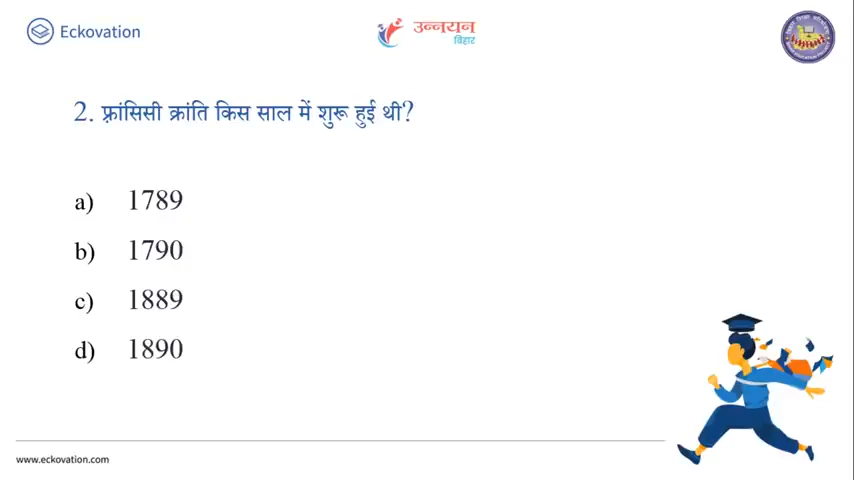 Eckovation
उन्नयन
बिहार
2. फ़्रांसिसी क्रांति किस साल में शुरू हुई थी?
a) 1789
b) 1790
c) 1889
d) 1890
www.eckovation.com